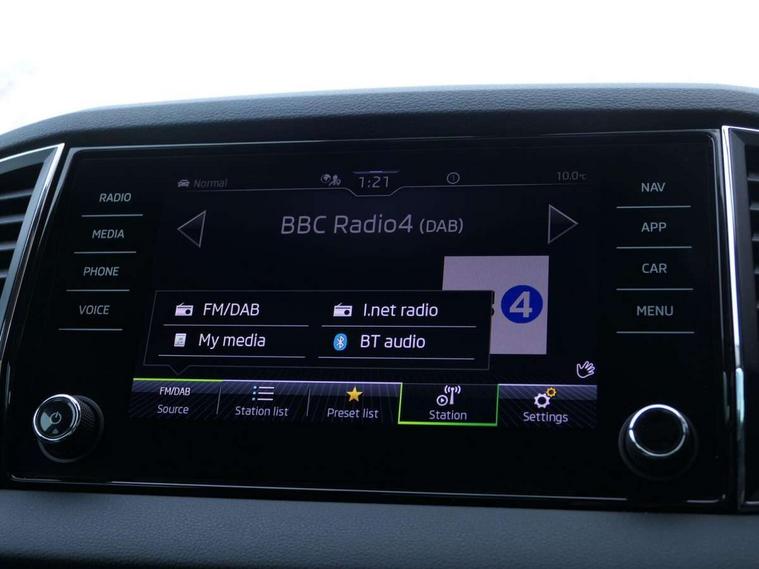 Normal
1:21
10.0°C
BBC Radio4 (DAB)
RADIO
MEDIA
PHONE
VOICE
NAV
APP
CAR
MENU
4
FM/DAB
I.net radio
My media
BT audio
FM/DAB
Source
Station list
Preset list
Station
Settings